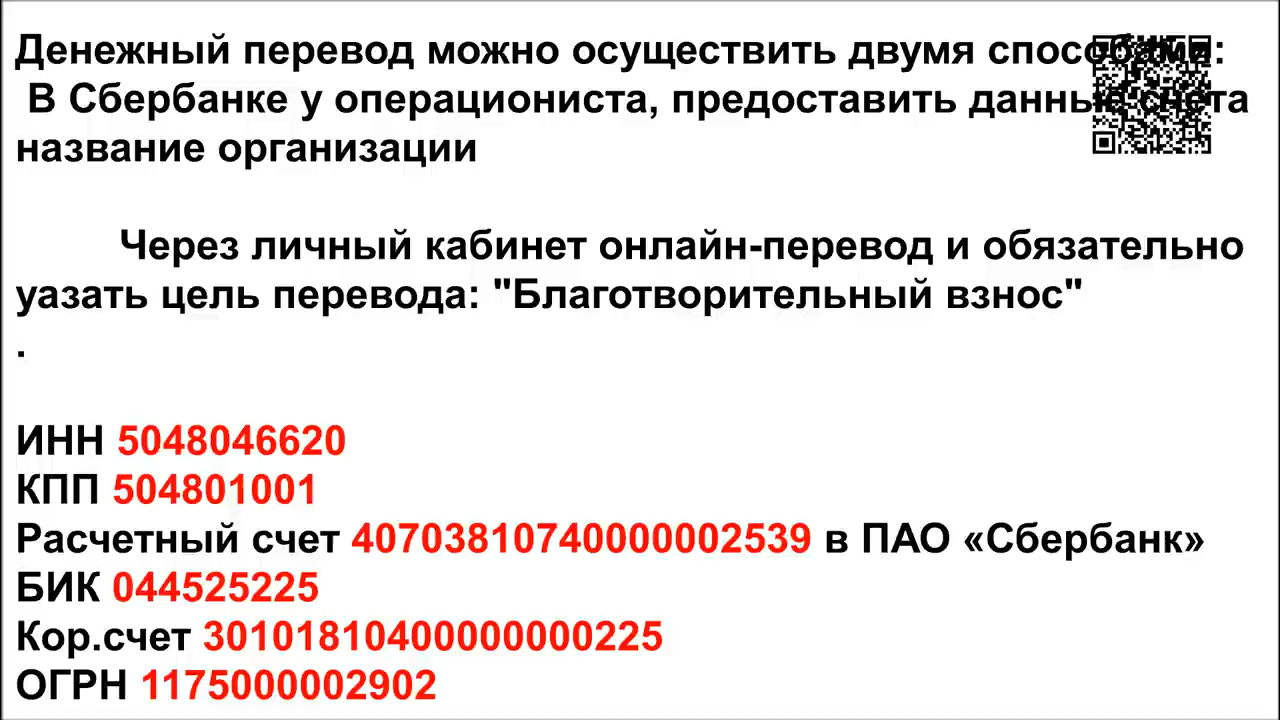 Денежный перевод можно осуществить двумя способами:
В Сбербанке у операциониста, предоставить данные счета
название организации
Через личный кабинет онлайн-перевод и обязательно
уазать цель перевода: "Благотворительный взнос"
.
ИНН 5048046620
КПП 504801001
Расчетный счет 40703810740000002539 в ПАО «Сбербанк»
БИК 044525225
Кор.счет 30101810400000000225
ОГРН 1175000002902